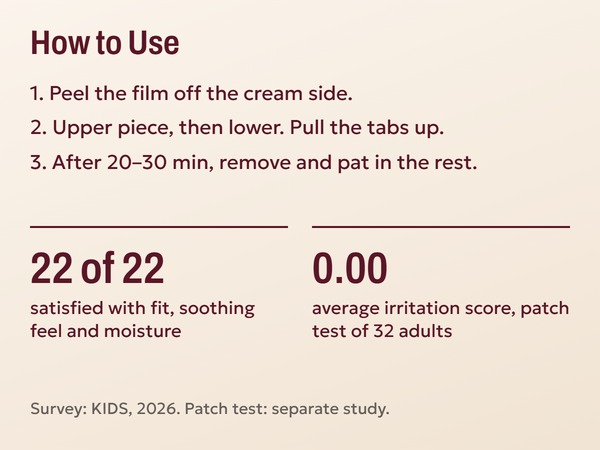 How to Use
1. Peel the film off the cream side.
2. Upper piece, then lower. Pull the tabs up.
3. After 20–30 min, remove and pat in the rest.
22 of 22
satisfied with fit, soothing
feel and moisture
0.00
average irritation score, patch
test of 32 adults
Survey: KIDS, 2026. Patch test: separate study.